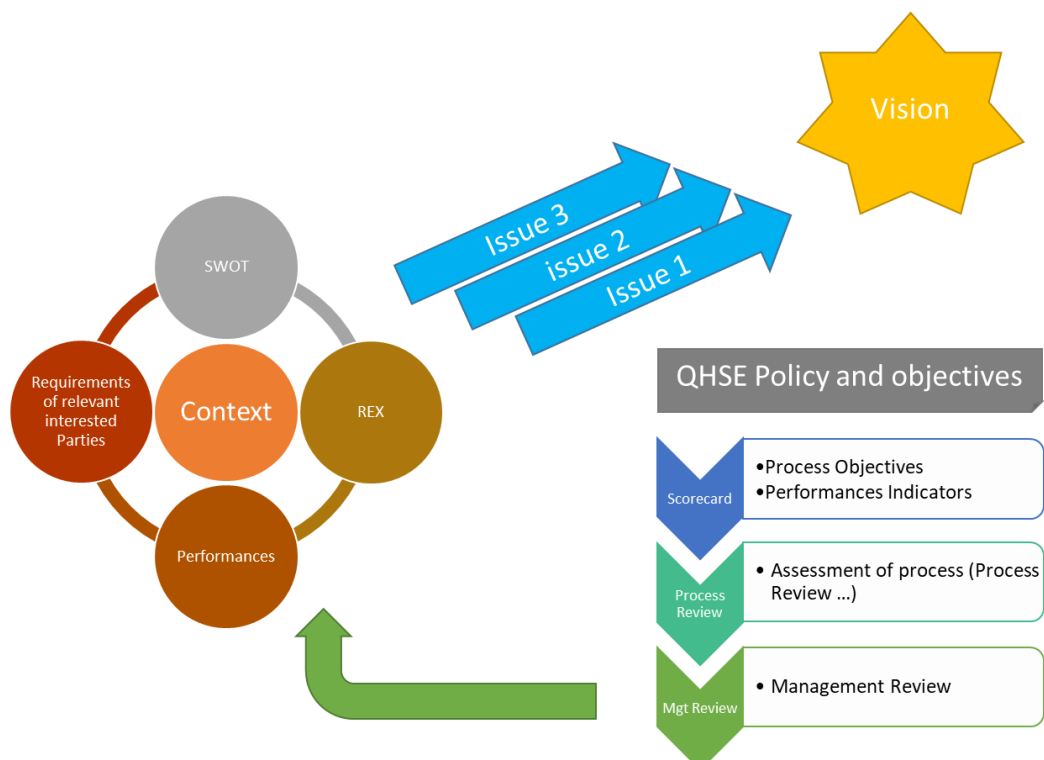 Vision
Issue 3
issue 2
Issue 1
SWOT
Requirements
of relevant
interested
Parties
Context
REX
Performances
QHSE Policy and objectives
Scorecard
•Process Objectives
•Performances Indicators
Process
Review
• Assessment of process (Process
Review ...)
Mgt Review
• Management Review